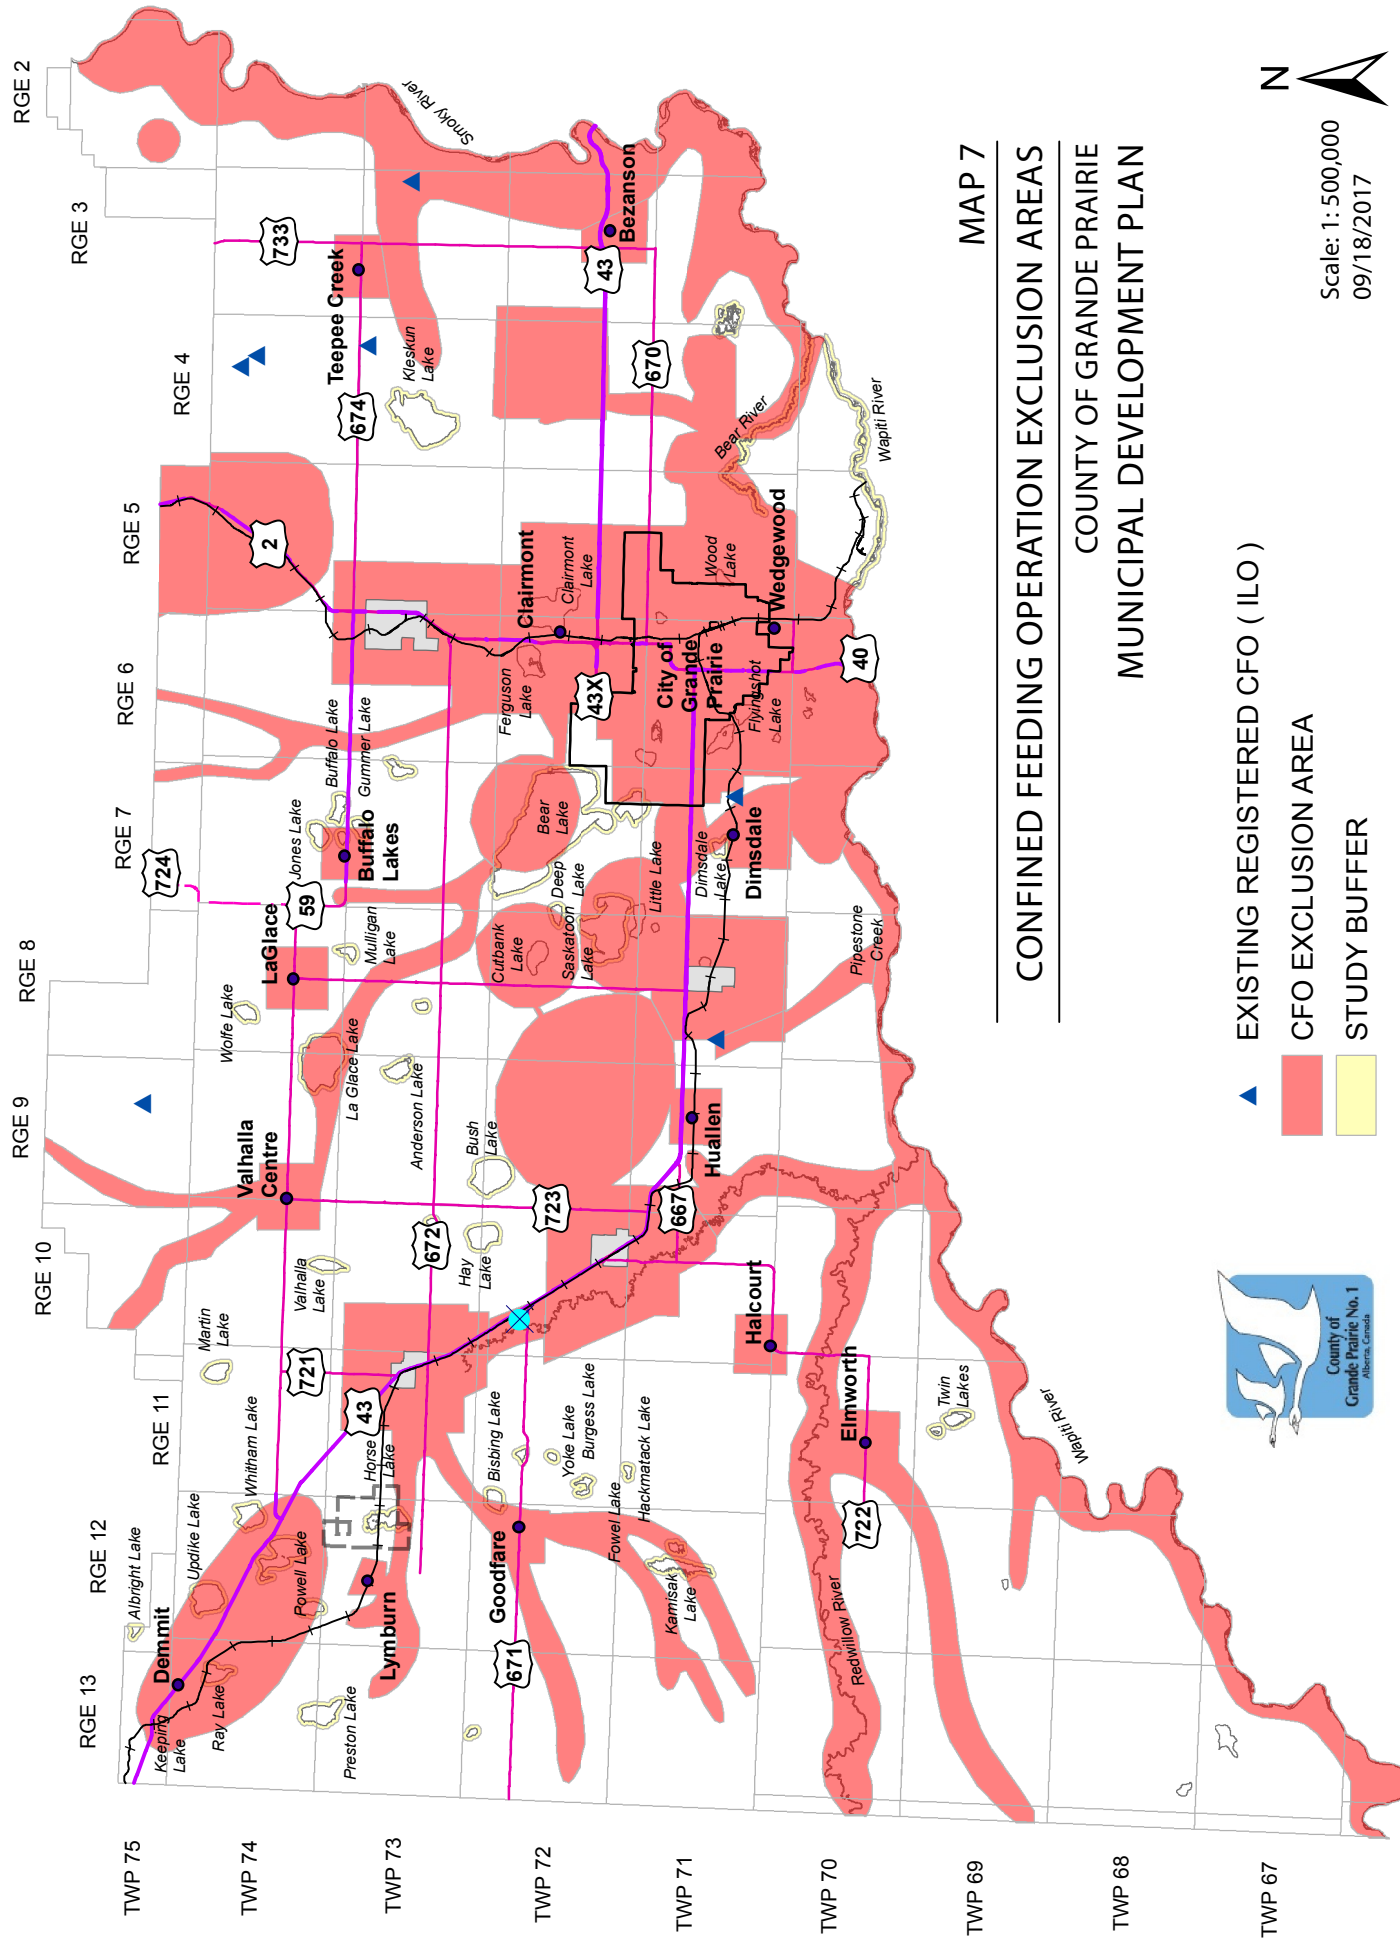 RGE 13
RGE 12
RGE 11
RGE 10
RGE 9
RGE 8
RGE 7
RGE 6
RGE 5
RGE 4
RGE 3
RGE 2
TWP 75
TWP 74
TWP 73
TWP 72
TWP 71
TWP 70
TWP 69
TWP 68
TWP 67
Albright Lake
Demmit
Keeping
Lake
Updike Lake
Ray Lake
Powell Lake
Whitham Lake
Martin
Lake
Preston Lake
Lymburn
Horse
Lake
43
721
Valhalla
Lake
Valhalla
Centre
Wolfe Lake
LaGlace
La Glace Lake
Mulligan
Lake
Anderson Lake
Jones Lake
59
724
Buffalo
Lakes
Buffalo Lake
Gummer Lake
2
674
Teepee Creek
733
Kleskun
Lake
Smoky River
672
Hay
Lake
Bush
Lake
723
Cutbank
Lake
Saskatoon
Lake
Deep
Lake
Bear
Lake
Ferguson
Lake
Clairmont
Clairmont
Lake
43X
43
Bezanson
670
671
Goodfare
Bisbing Lake
Yoke Lake
Burgess Lake
Hackmatack Lake
Fowel Lake
Kamisak
Lake
667
Huallen
Little Lake
Dimsdale
Lake
Dimsdale
City of
Grande
Prairie
Flyingshot
Lake
Wood
Lake
Wedgewood
Bear River
Wapiti River
40
Halcourt
Elmworth
722
Redwillow River
Pipestone
Creek
Twin
Lakes
Wapiti River
MAP 7
CONFINED FEEDING OPERATION EXCLUSION AREAS
COUNTY OF GRANDE PRAIRIE
MUNICIPAL DEVELOPMENT PLAN
EXISTING REGISTERED CFO ( ILO )
CFO EXCLUSION AREA
STUDY BUFFER
County of
Grande Prairie No. 1
Alberta, Canada
N
Scale: 1: 500,000
09/18/2017